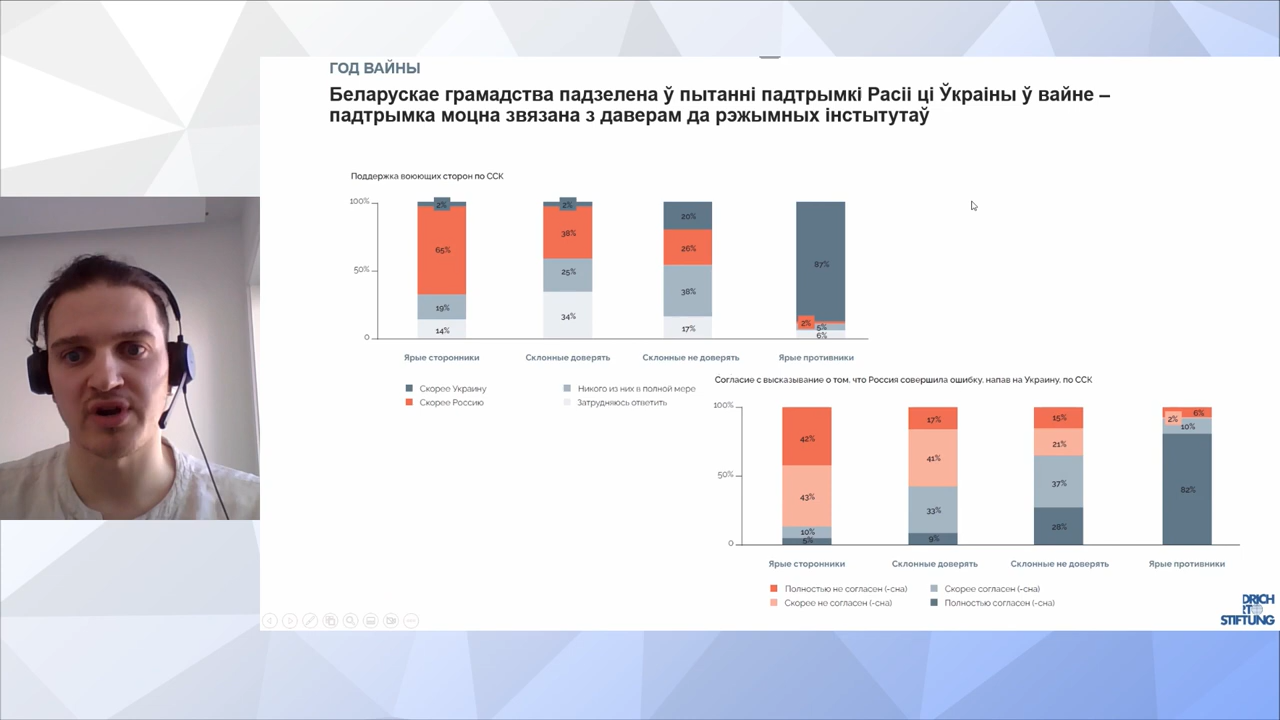 ГОД ВАЙНЫ
Беларускае грамадства падзелена ў пытанні падтрымкі Расіі ці Ўкраіны ў вайне –
падтрымка моцна звязана з даверам да рэжымных інстытутаў
Поддержка воюющих сторон по ССК
100%
50%
0
2%
65%
19%
14%
2%
38%
25%
34%
20%
26%
38%
17%
87%
2%
5%
6%
Ярые сторонники
Склонные доверять
Склонные не доверять
Ярые противники
Скорее Украину
Никого из них в полной мере
Скорее Россию
Затрудняюсь ответить
Согласие с высказывание о том, что Россия совершила ошибку, напав на Украину, по ССК
100%
50%
0
42%
43%
10%
5%
17%
41%
33%
9%
15%
21%
37%
28%
6%
2%
10%
82%
Ярые сторонники
Склонные доверять
Склонные не доверять
Ярые противники
Полностью не согласен (-сна)
Скорее согласен (-сна)
Скорее не согласен (-сна)
Полностью согласен (-сна)
DRICH
RT
STIFTUNG